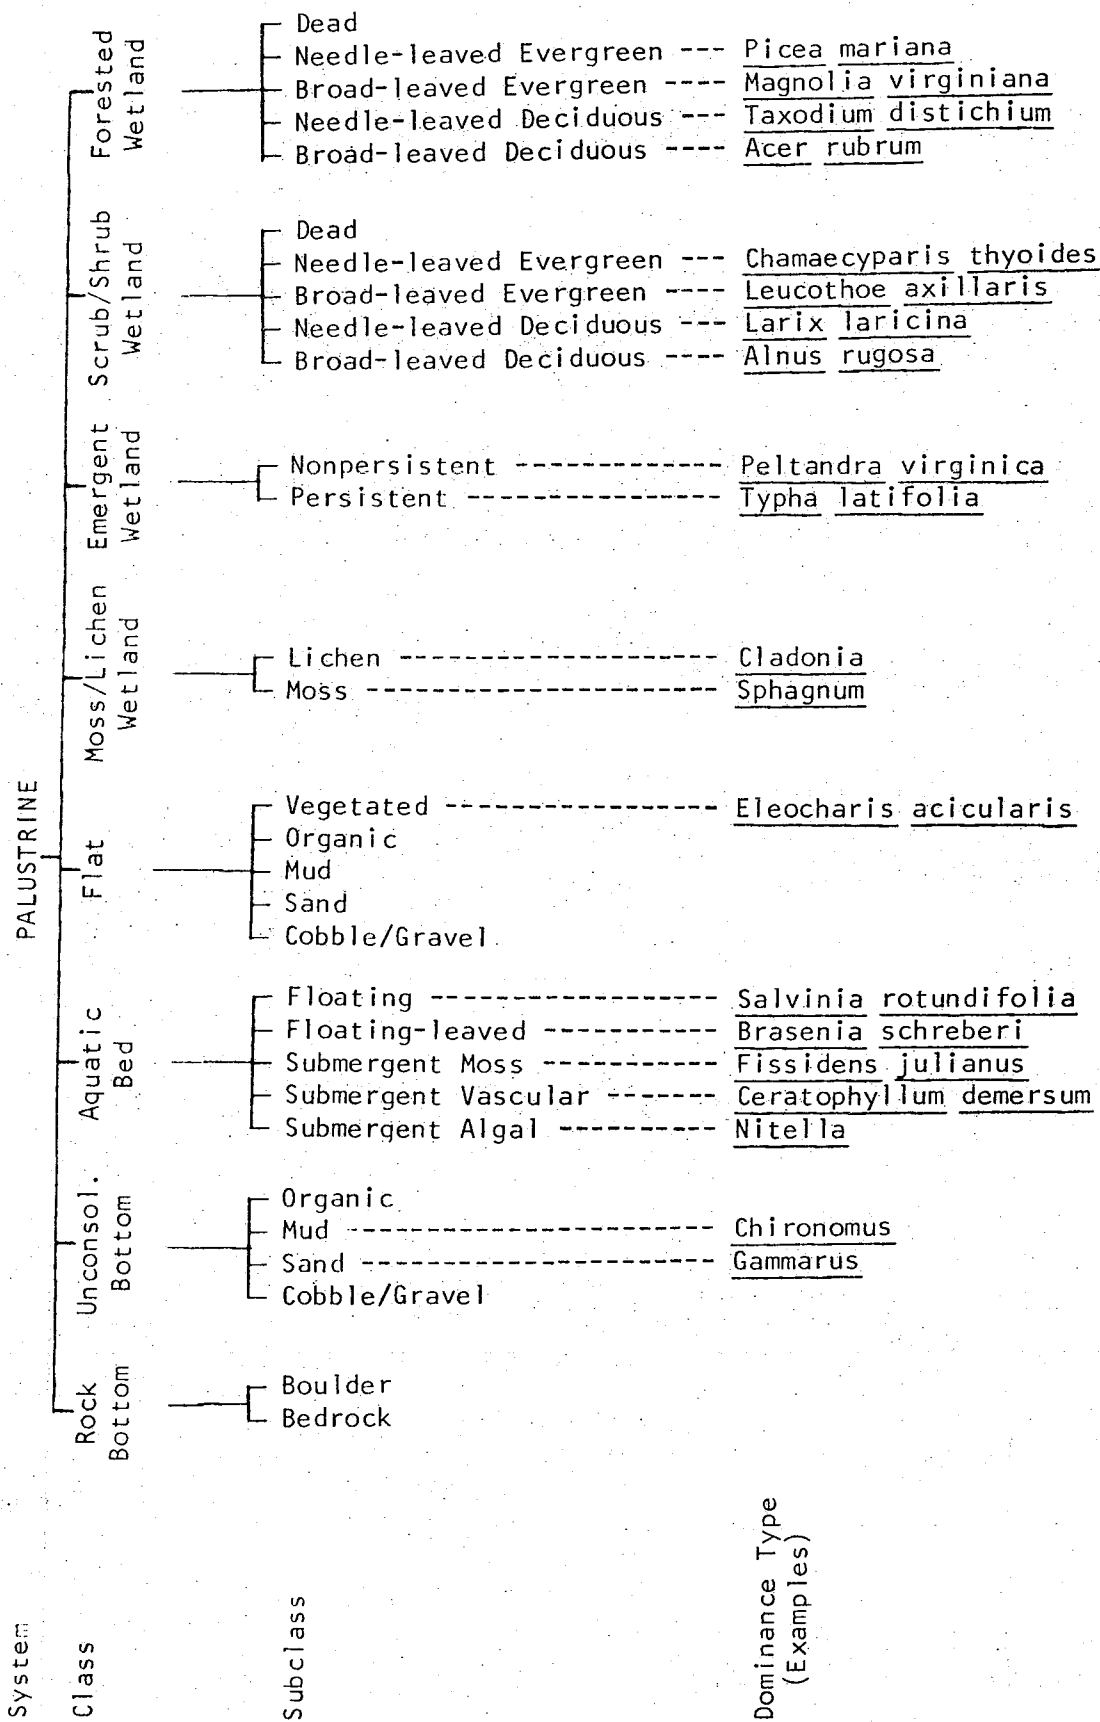 Forested
Wetland
Dead
Needle-leaved Evergreen --- Picea mariana
Broad-leaved Evergreen ---- Magnolia virginiana
Needle-leaved Deciduous --- Taxodium distichium
Broad-leaved Deciduous ---- Acer rubrum
Scrub/Shrub
Wetland
Dead
Needle-leaved Evergreen --- Chamaecyparis thyoides
Broad-leaved Evergreen ---- Leucothoe axillaris
Needle-leaved Deciduous --- Larix laricina
Broad-leaved Deciduous ---- Alnus rugosa
Emergent
Wetland
Nonpersistent ------------- Peltandra virginica
Persistent ---------------- Typha latifolia
Moss/Lichen
Wetland
Lichen -------------------- Cladonia
Moss ---------------------- Sphagnum
PALUSTRINE
Flat
Vegetated ----------------- Eleocharis acicularis
Organic
Mud
Sand
Cobble/Gravel
Aquatic
Bed
Floating ------------------ Salvinia rotundifolia
Floating-leaved ----------- Brasenia schreberi
Submergent Moss ------------ Fissidens julianus
Submergent Vascular ------- Ceratophyllum demersum
Submergent Algal ---------- Nitella
Unconsol.
Bottom
Organic
Mud ----------------------- Chironomus
Sand ---------------------- Gammarus
Cobble/Gravel
Rock
Bottom
Boulder
Bedrock
System
Class
Subclass
Dominance Type
(Examples)